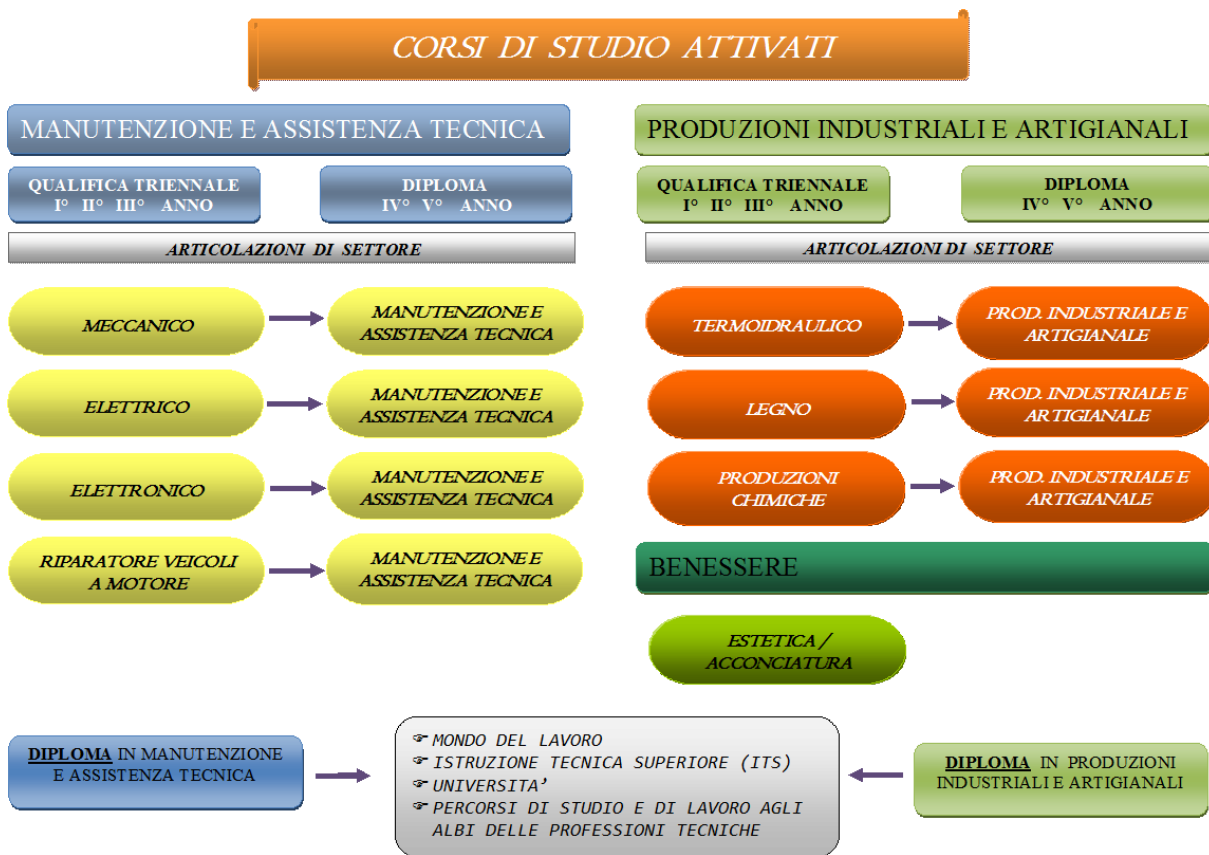 CORSI DI STUDIO ATTIVATI
MANUTENZIONE E ASSISTENZA TECNICA
QUALIFICA TRIENNALE
I° II° III° ANNO
DIPLOMA
IV° V° ANNO
ARTICOLAZIONI DI SETTORE
MECCANICO
MANUTENZIONE E
ASSISTENZA TECNICA
ELETTRICO
MANUTENZIONE E
ASSISTENZA TECNICA
ELETTRONICO
MANUTENZIONE E
ASSISTENZA TECNICA
RIPARATORE VEICOLI
A MOTORE
MANUTENZIONE E
ASSISTENZA TECNICA
PRODUZIONI INDUSTRIALI E ARTIGIANALI
QUALIFICA TRIENNALE
I° II° III° ANNO
DIPLOMA
IV° V° ANNO
ARTICOLAZIONI DI SETTORE
TERMOIDRAULICO
PROD. INDUSTRIALE E
ARTIGIANALE
LEGNO
PROD. INDUSTRIALE E
ARTIGIANALE
PRODUZIONI
CHIMICHE
PROD. INDUSTRIALE E
ARTIGIANALE
BENESSERE
ESTETICA /
ACCONCIATURA
DIPLOMA IN MANUTENZIONE
E ASSISTENZA TECNICA
☞ MONDO DEL LAVORO
☞ ISTRUZIONE TECNICA SUPERIORE (ITS)
☞ UNIVERSITA’
☞ PERCORSI DI STUDIO E DI LAVORO AGLI
ALBI DELLE PROFESSIONI TECNICHE
DIPLOMA IN PRODUZIONI
INDUSTRIALI E ARTIGIANALI